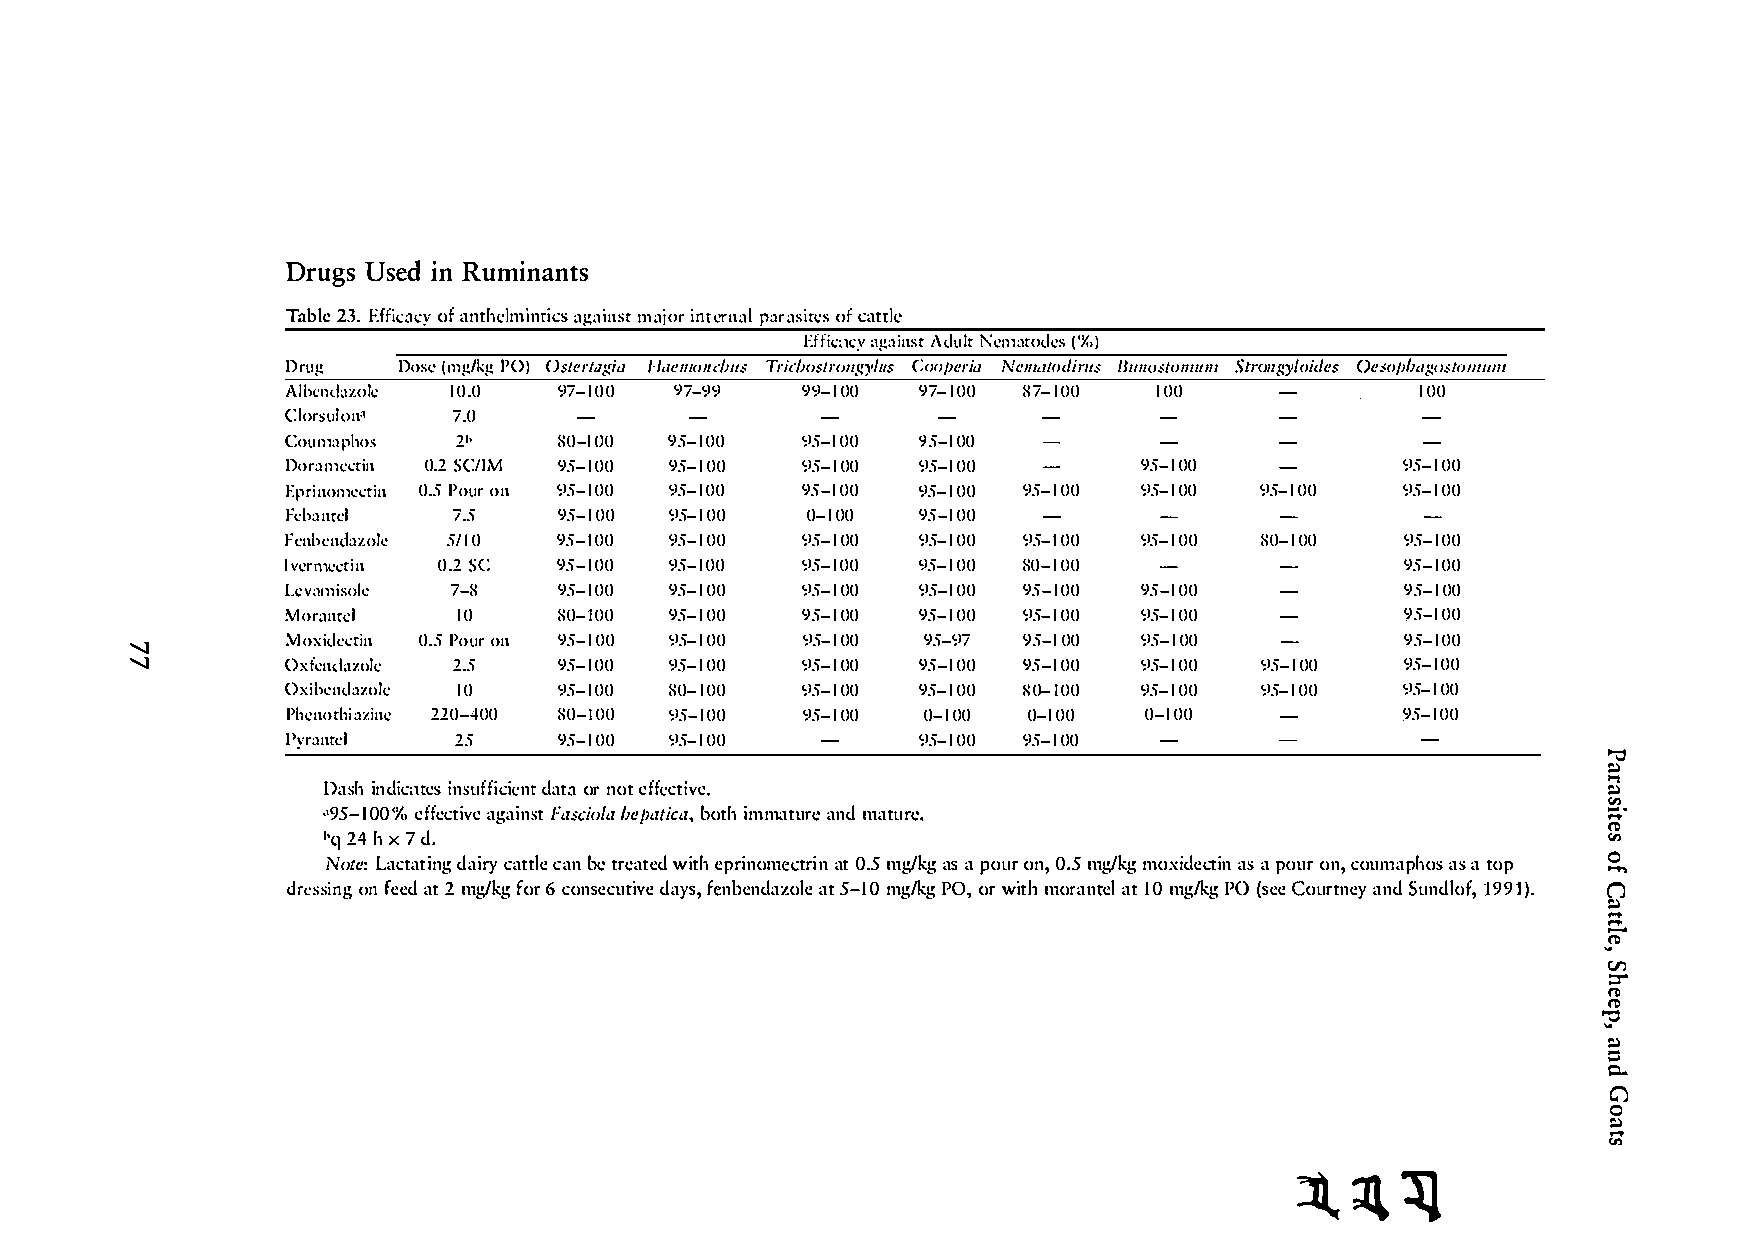 Drugs Used in Ruminants
Table 23. Efficacy of anthelmintics against major internal parasites of cattle
Efficacy against Adult Nematodes (%)
Drug Dose (mg/kg PO) Ostertagia Haemonchus Trichostrongylus Cooperia Nematodirus Bunostomum Strongyloides Oesophagostomum
Albendazole 10.0 97–100 97–99 99–100 97–100 87–100 100 — 100
Clorsulonᵃ 7.0 — — — — — — — —
Coumaphos 2ᵇ 80–100 95–100 95–100 95–100 — — — —
Doramectin 0.2 SC/IM 95–100 95–100 95–100 95–100 — 95–100 — 95–100
Eprinomectin 0.5 Pour on 95–100 95–100 95–100 95–100 95–100 95–100 95–100 95–100
Febantel 7.5 95–100 95–100 0–100 95–100 — — — —
Fenbendazole 5/10 95–100 95–100 95–100 95–100 95–100 95–100 80–100 95–100
Ivermectin 0.2 SC 95–100 95–100 95–100 95–100 80–100 — — 95–100
Levamisole 7–8 95–100 95–100 95–100 95–100 95–100 95–100 — 95–100
Morantel 10 80–100 95–100 95–100 95–100 95–100 95–100 — 95–100
Moxidectin 0.5 Pour on 95–100 95–100 95–100 95–97 95–100 95–100 — 95–100
Oxfendazole 2.5 95–100 95–100 95–100 95–100 95–100 95–100 95–100 95–100
Oxibendazole 10 95–100 80–100 95–100 95–100 80–100 95–100 95–100 95–100
Phenothiazine 220–400 80–100 95–100 95–100 0–100 0–100 0–100 — 95–100
Pyrantel 25 95–100 95–100 — 95–100 95–100 — — —
Dash indicates insufficient data or not effective.
ᵃ95–100% effective against Fasciola hepatica, both immature and mature.
ᵇq 24 h x 7 d.
Note: Lactating dairy cattle can be treated with eprinomectrin at 0.5 mg/kg as a pour on, 0.5 mg/kg moxidectin as a pour on, coumaphos as a top
dressing on feed at 2 mg/kg for 6 consecutive days, fenbendazole at 5–10 mg/kg PO, or with morantel at 10 mg/kg PO (see Courtney and Sundlof, 1991).
77
Parasites of Cattle, Sheep, and Goats